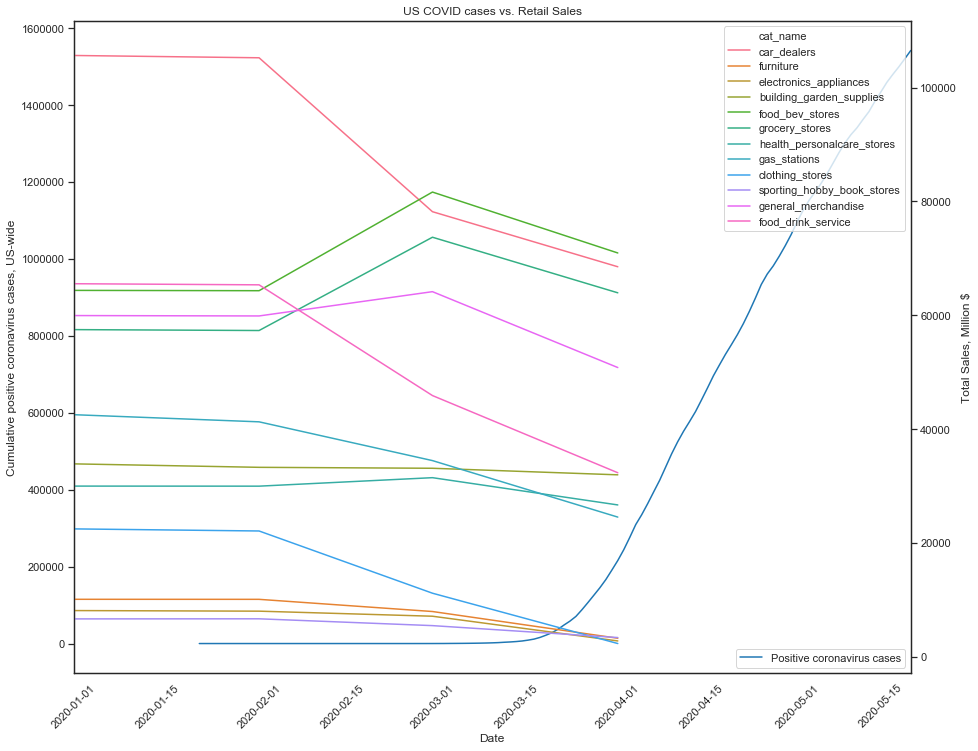 US COVID cases vs. Retail Sales
1600000
1400000
1200000
1000000
800000
600000
400000
200000
0
Cumulative positive coronavirus cases, US-wide
cat_name
car_dealers
furniture
electronics_appliances
building_garden_supplies
food_bev_stores
grocery_stores
health_personalcare_stores
gas_stations
clothing_stores
sporting_hobby_book_stores
general_merchandise
food_drink_service
100000
80000
60000
40000
20000
0
Total Sales, Million $
Positive coronavirus cases
2020-01-01
2020-01-15
2020-02-01
2020-02-15
2020-03-01
2020-03-15
2020-04-01
2020-04-15
2020-05-01
2020-05-15
Date